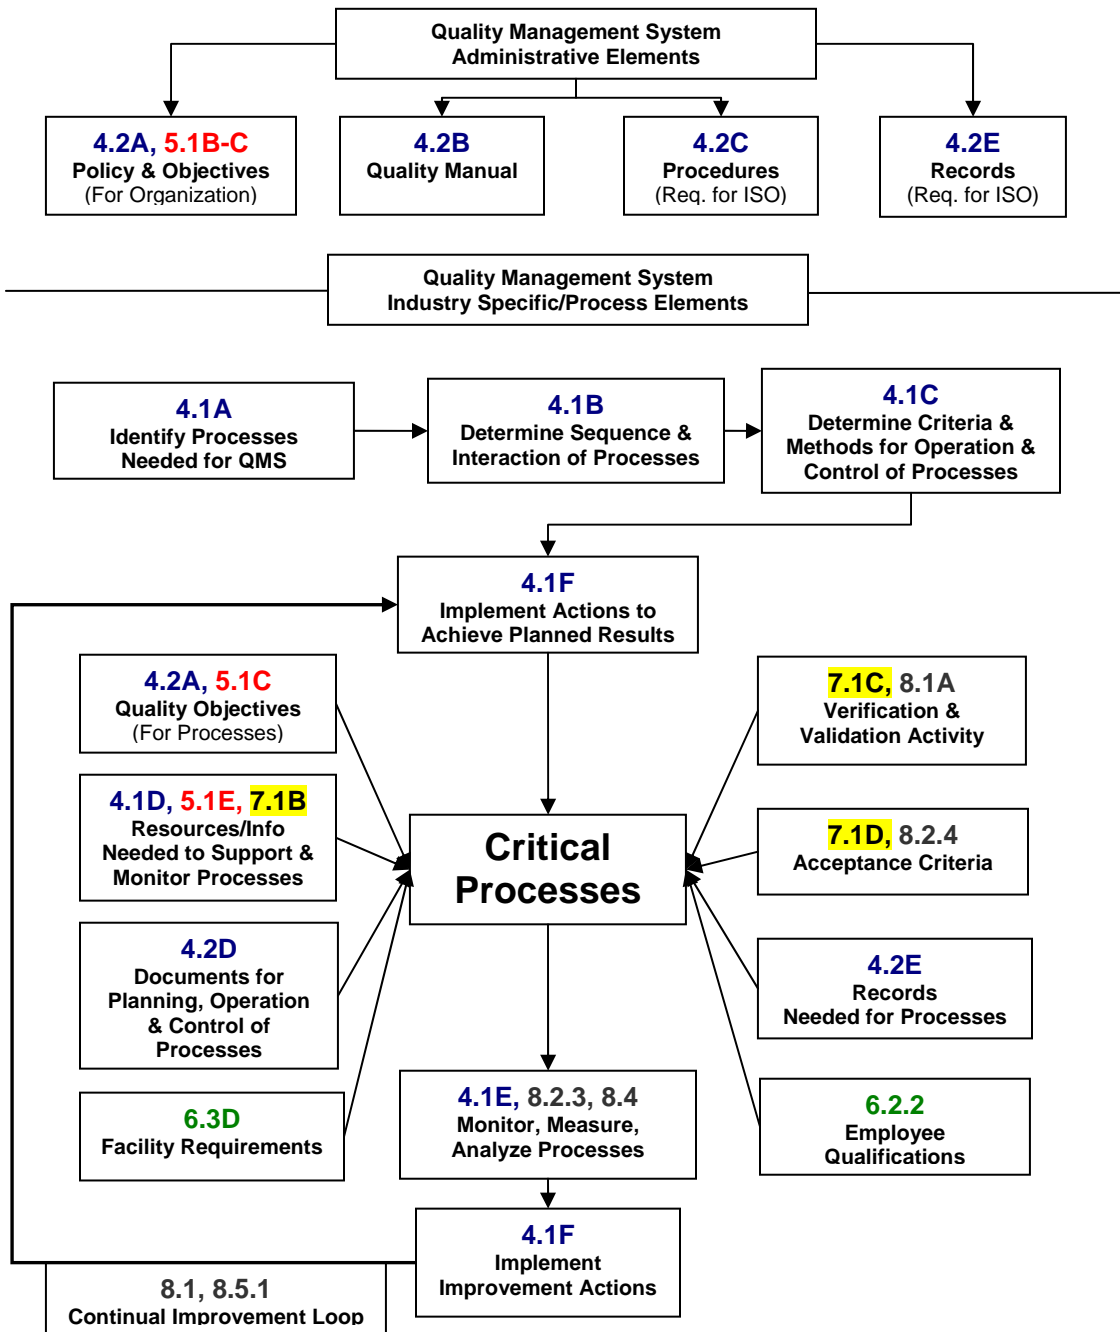 Quality Management System
Administrative Elements
4.2A, 5.1B-C
Policy & Objectives
(For Organization)
4.2B
Quality Manual
4.2C
Procedures
(Req. for ISO)
4.2E
Records
(Req. for ISO)
Quality Management System
Industry Specific/Process Elements
4.1A
Identify Processes
Needed for QMS
4.1B
Determine Sequence &
Interaction of Processes
4.1C
Determine Criteria &
Methods for Operation &
Control of Processes
4.1F
Implement Actions to
Achieve Planned Results
4.2A, 5.1C
Quality Objectives
(For Processes)
7.1C, 8.1A
Verification &
Validation Activity
4.1D, 5.1E, 7.1B
Resources/Info
Needed to Support &
Monitor Processes
Critical
Processes
7.1D, 8.2.4
Acceptance Criteria
4.2D
Documents for
Planning, Operation
& Control of
Processes
4.2E
Records
Needed for Processes
6.3D
Facility Requirements
4.1E, 8.2.3, 8.4
Monitor, Measure,
Analyze Processes
6.2.2
Employee
Qualifications
4.1F
Implement
Improvement Actions
8.1, 8.5.1
Continual Improvement Loop